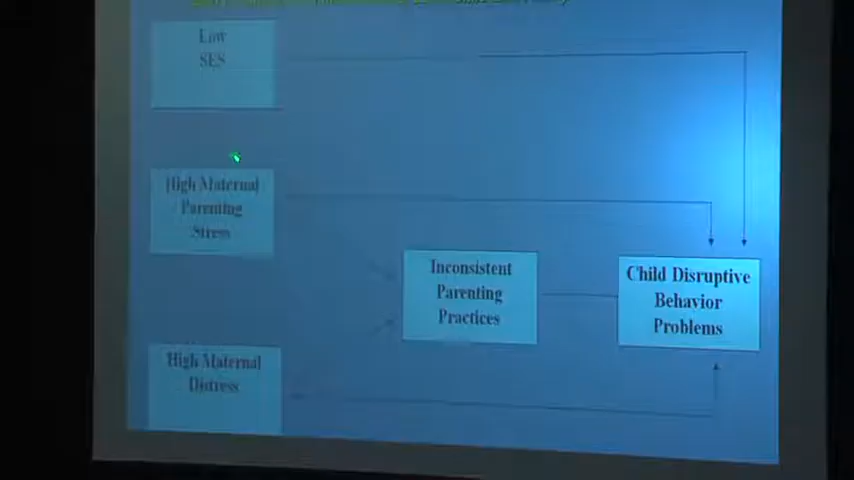 Low
SES
High Maternal
Parenting
Stress
Inconsistent
Parenting
Practices
Child Disruptive
Behavior
Problems
High Maternal
Distress